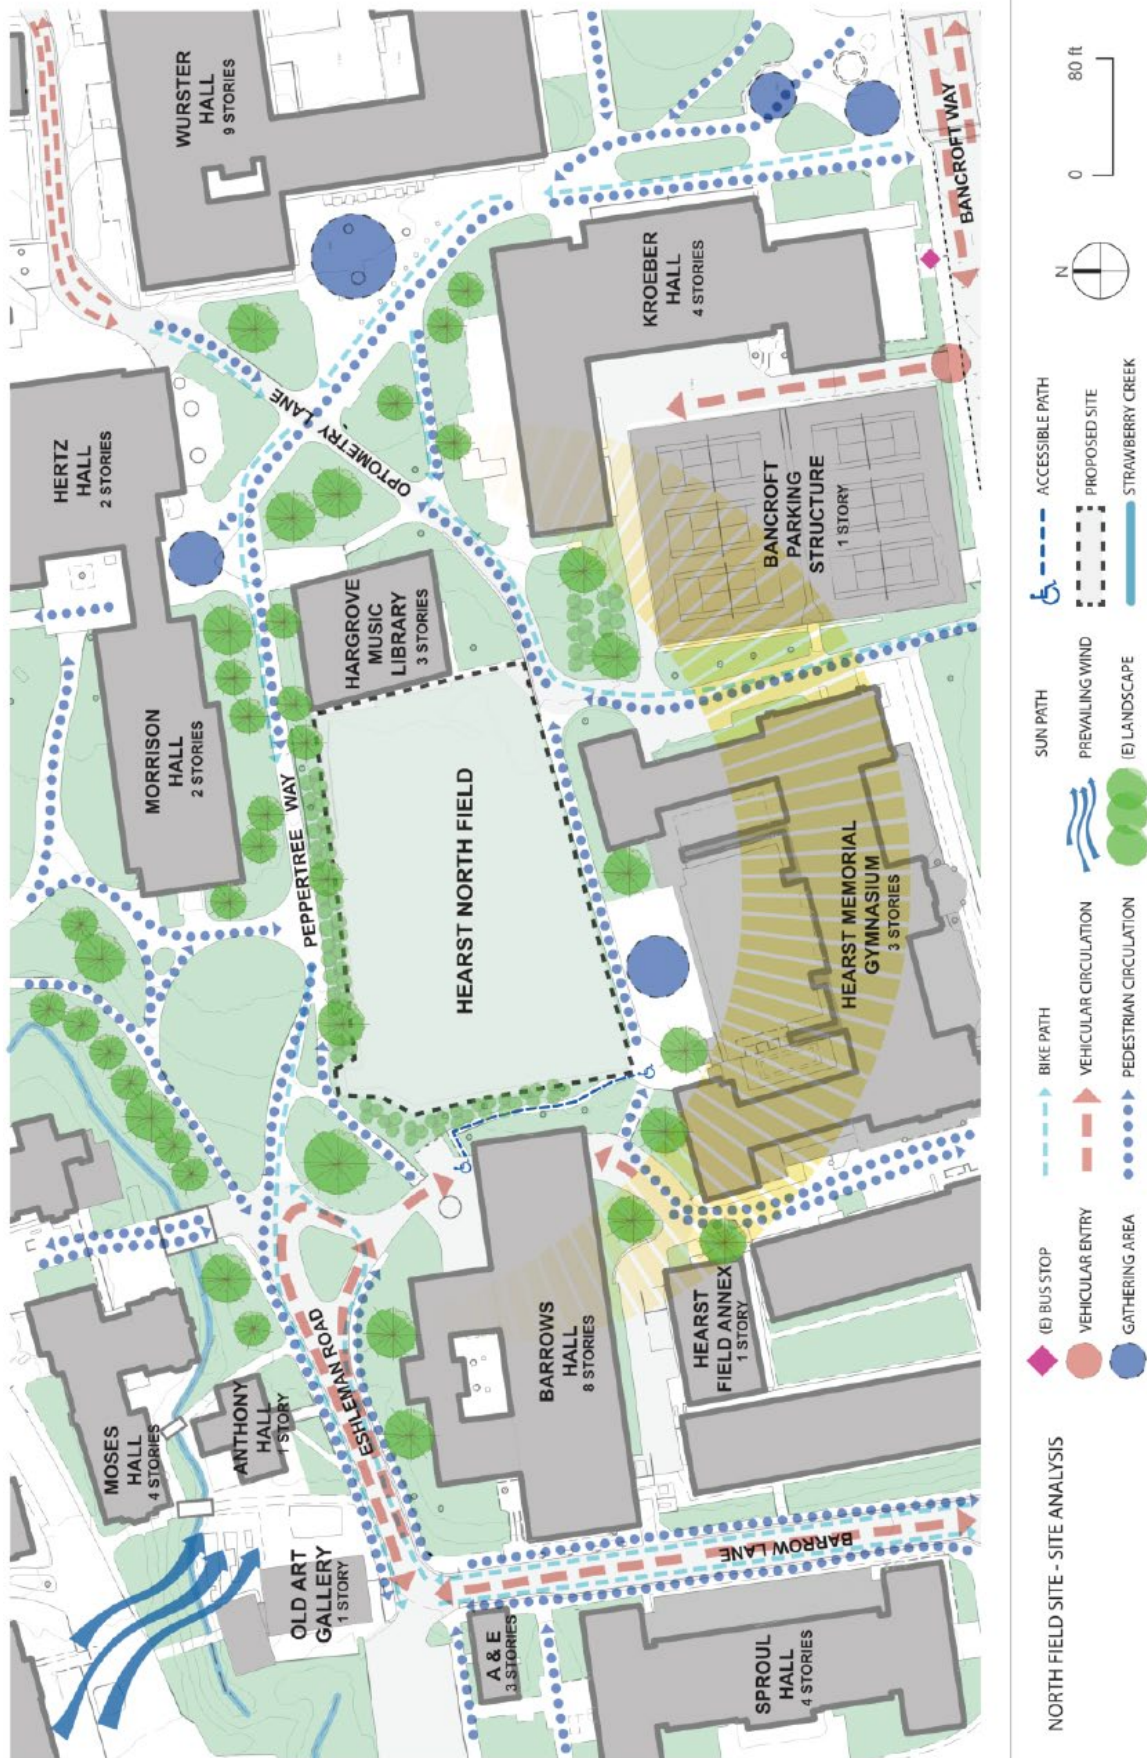 WURSTER
HALL
9 STORIES
HERTZ
HALL
2 STORIES
MORRISON
HALL
2 STORIES
MOSES
HALL
4 STORIES
ANTHONY
HALL
1 STORY
OLD ART
GALLERY
1 STORY
A & E
3 STORIES
SPROUL
HALL
4 STORIES
BARROWS
HALL
8 STORIES
HEARST
FIELD ANNEX
1 STORY
HEARST MEMORIAL
GYMNASIUM
3 STORIES
HEARST NORTH FIELD
HARGROVE
MUSIC
LIBRARY
3 STORIES
KROEBER
HALL
4 STORIES
BANCROFT
PARKING
STRUCTURE
1 STORY
OPTOMETRY LANE
PEPPERTREE WAY
ESHLEMAN ROAD
BARROW LANE
BANCROFT WAY
NORTH FIELD SITE - SITE ANALYSIS
(E) BUS STOP
VEHICULAR ENTRY
GATHERING AREA
BIKE PATH
VEHICULAR CIRCULATION
PEDESTRIAN CIRCULATION
SUN PATH
PREVAILING WIND
(E) LANDSCAPE
ACCESSIBLE PATH
PROPOSED SITE
STRAWBERRY CREEK
N
0 80 ft